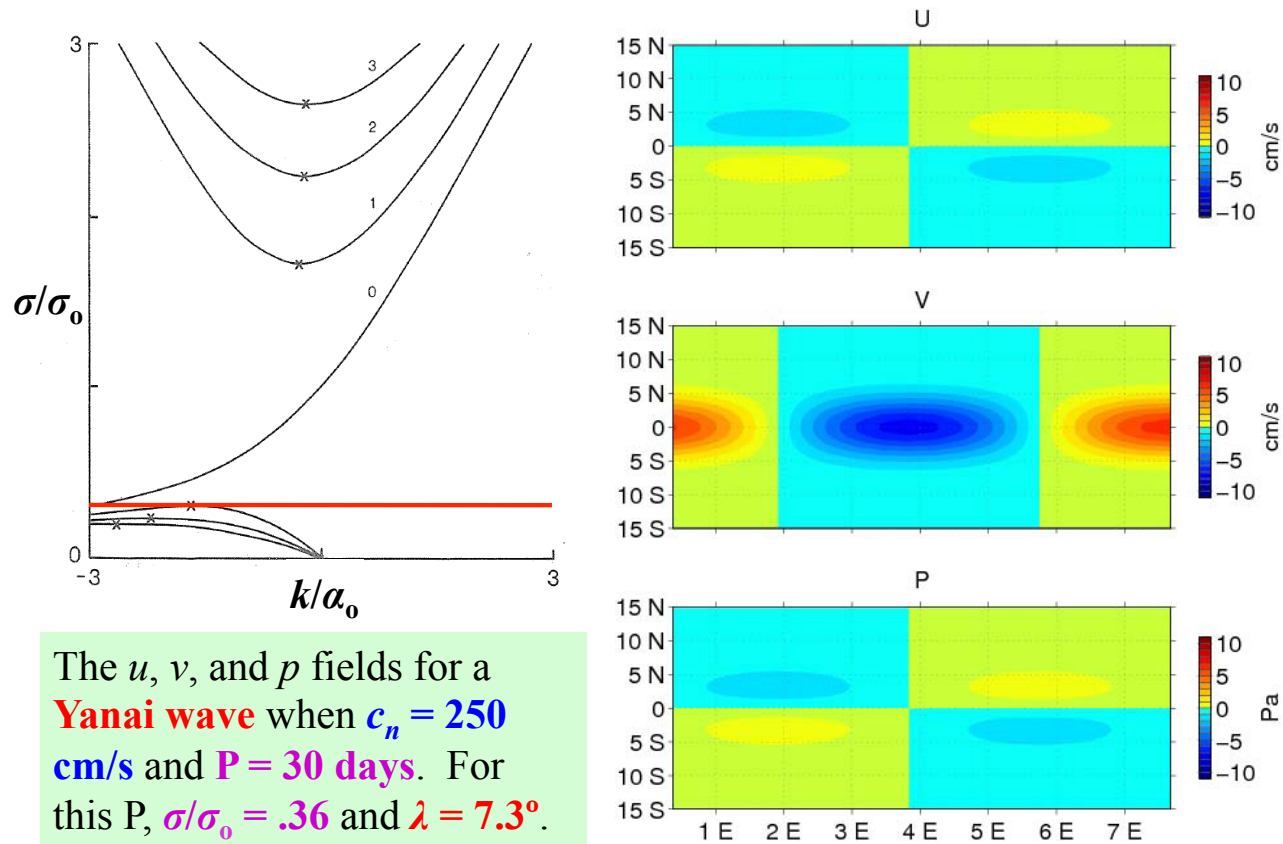 3
3
2
1
0
σ/σo
0
-3
3
k/αo
The u, v, and p fields for a
Yanai wave when cn = 250
cm/s and P = 30 days. For
this P, σ/σo = .36 and λ = 7.3º.
U
15 N
10 N
5 N
0
5 S
10 S
15 S
10
5
0
−5
−10
cm/s
V
15 N
10 N
5 N
0
5 S
10 S
15 S
10
5
0
−5
−10
cm/s
P
15 N
10 N
5 N
0
5 S
10 S
15 S
10
5
0
−5
−10
Pa
1 E 2 E 3 E 4 E 5 E 6 E 7 E